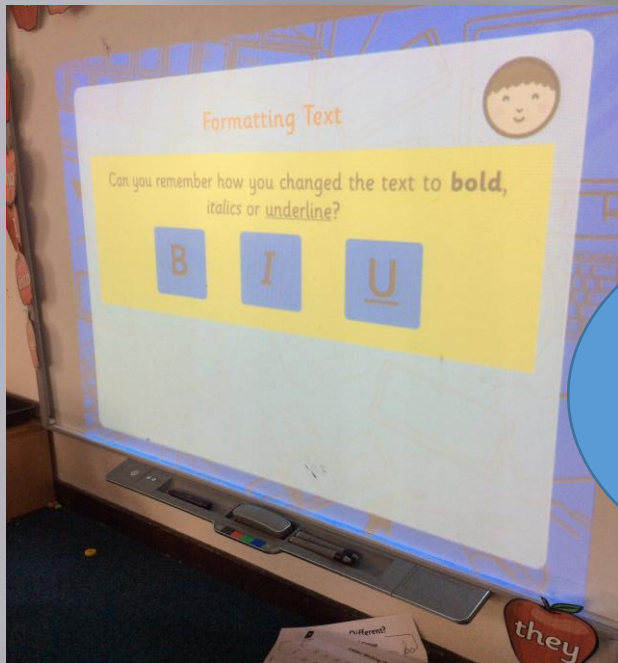 Formatting Text
Can you remember how you changed the text to bold,
italics or underline?
B I U
Different?
they